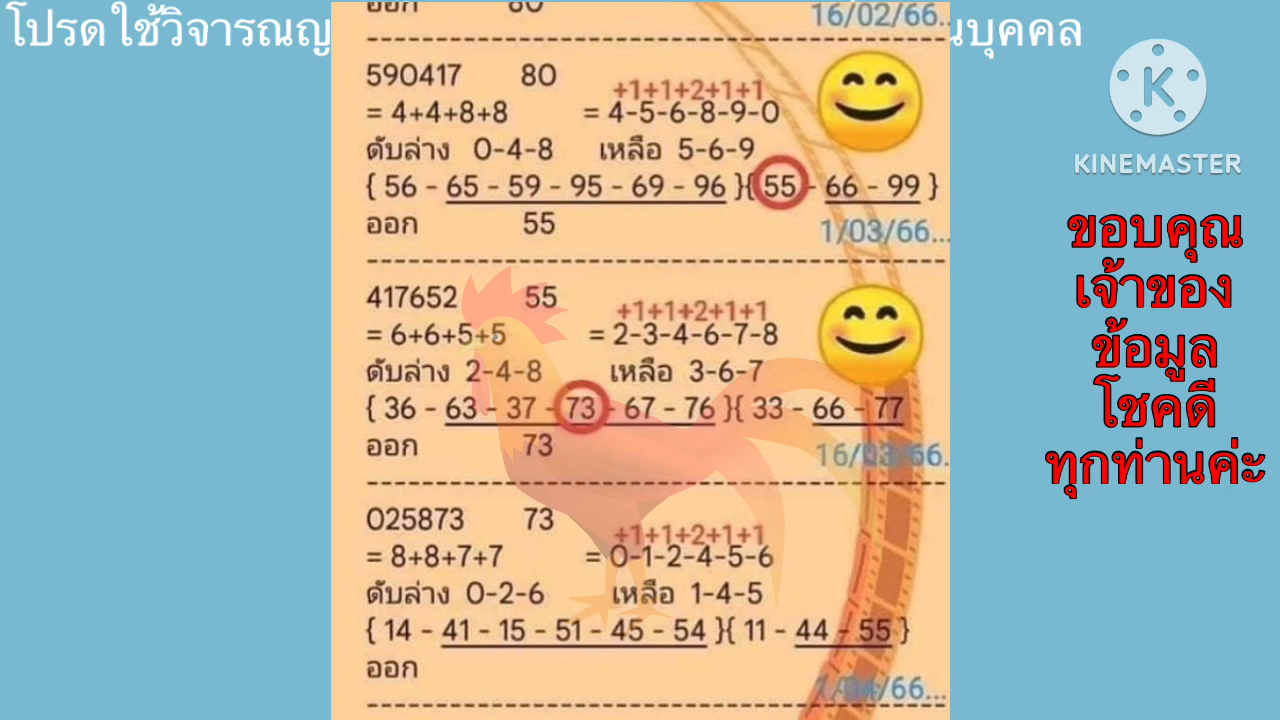 โปรดใช้วิจารณญ
นบุคคล
ออก 80
16/02/66..
590417 80
+1+1+2+1+1
= 4+4+8+8 = 4-5-6-8-9-0
ดับล่าง 0-4-8 เหลือ 5-6-9
{ 56 - 65 - 59 - 95 - 69 - 96 }{ 55 - 66 - 99 }
ออก 55
1/03/66...
417652 55
+1+1+2+1+1
= 6+6+5+5 = 2-3-4-6-7-8
ดับล่าง 2-4-8 เหลือ 3-6-7
{ 36 - 63 - 37 - 73 - 67 - 76 }{ 33 - 66 - 77
ออก 73
16/03/66.
025873 73
+1+1+2+1+1
= 8+8+7+7 = 0-1-2-4-5-6
ดับล่าง 0-2-6 เหลือ 1-4-5
{ 14 - 41 - 15 - 51 - 45 - 54 }{ 11 - 44 - 55 }
ออก
1/04/66...
K
KINEMASTER
ขอบคุณ
เจ้าของ
ข้อมูล
โชคดี
ทุกท่านค่ะ